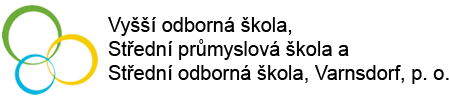 Vyšší odborná škola,
Střední průmyslová škola a
Střední odborná škola, Varnsdorf, p. o.